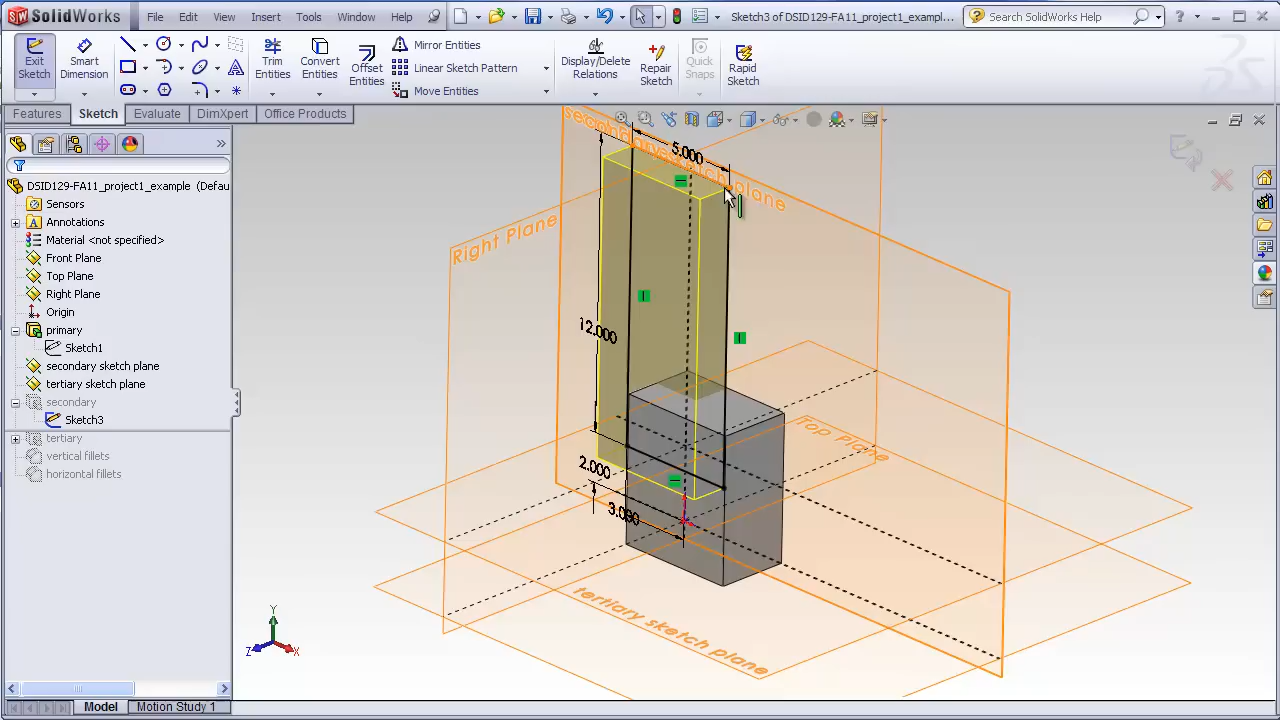 SolidWorks File Edit View Insert Tools Window Help Sketch3 of DSID129-FA11_project1_example.... Search SolidWorks Help
Exit Sketch
Smart Dimension
Trim Entities
Convert Entities
Offset Entities
Mirror Entities
Linear Sketch Pattern
Move Entities
Display/Delete Relations
Repair Sketch
Quick Snaps
Rapid Sketch
Features Sketch Evaluate DimXpert Office Products
DSID129-FA11_project1_example (Defau
Sensors
Annotations
Material <not specified>
Front Plane
Top Plane
Right Plane
Origin
primary
Sketch1
secondary sketch plane
tertiary sketch plane
secondary
Sketch3
tertiary
vertical fillets
horizontal fillets
secondary sketch plane
5.000
Right Plane
12.000
Top Plane
2.000
3.000
tertiary sketch plane
Y
Z
X
Model Motion Study 1